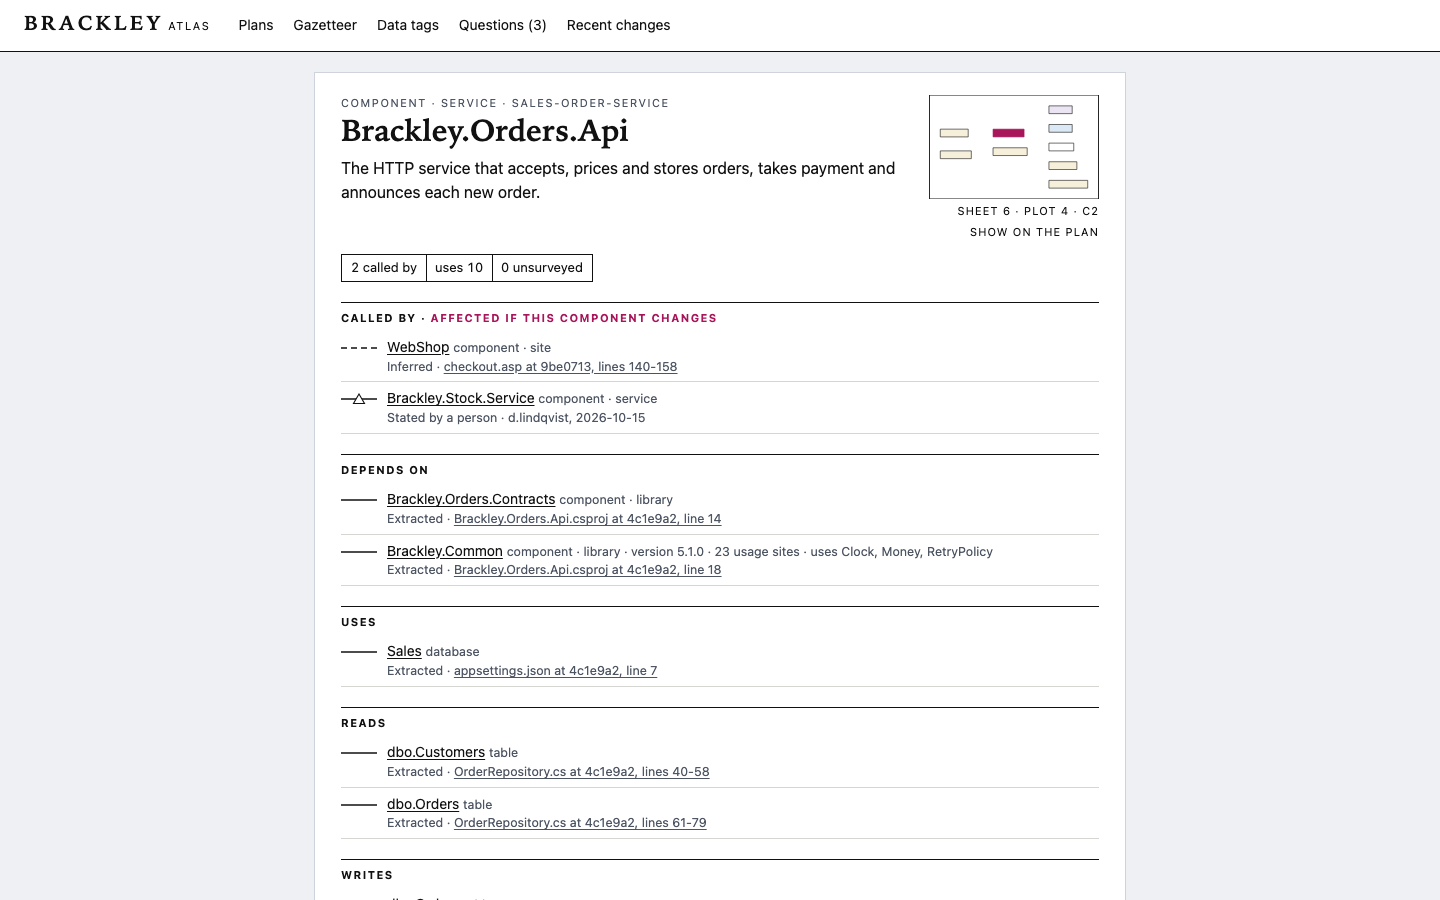 BRACKLEY ATLAS Plans Gazetteer Data tags Questions (3) Recent changes
COMPONENT · SERVICE · SALES-ORDER-SERVICE
Brackley.Orders.Api
The HTTP service that accepts, prices and stores orders, takes payment and
announces each new order.
SHEET 6 · PLOT 4 · C2
SHOW ON THE PLAN
2 called by uses 10 0 unsurveyed
CALLED BY · AFFECTED IF THIS COMPONENT CHANGES
WebShop component · site
Inferred · checkout.asp at 9be0713, lines 140-158
Brackley.Stock.Service component · service
Stated by a person · d.lindqvist, 2026-10-15
DEPENDS ON
Brackley.Orders.Contracts component · library
Extracted · Brackley.Orders.Api.csproj at 4c1e9a2, line 14
Brackley.Common component · library · version 5.1.0 · 23 usage sites · uses Clock, Money, RetryPolicy
Extracted · Brackley.Orders.Api.csproj at 4c1e9a2, line 18
USES
Sales database
Extracted · appsettings.json at 4c1e9a2, line 7
READS
dbo.Customers table
Extracted · OrderRepository.cs at 4c1e9a2, lines 40-58
dbo.Orders table
Extracted · OrderRepository.cs at 4c1e9a2, lines 61-79
WRITES